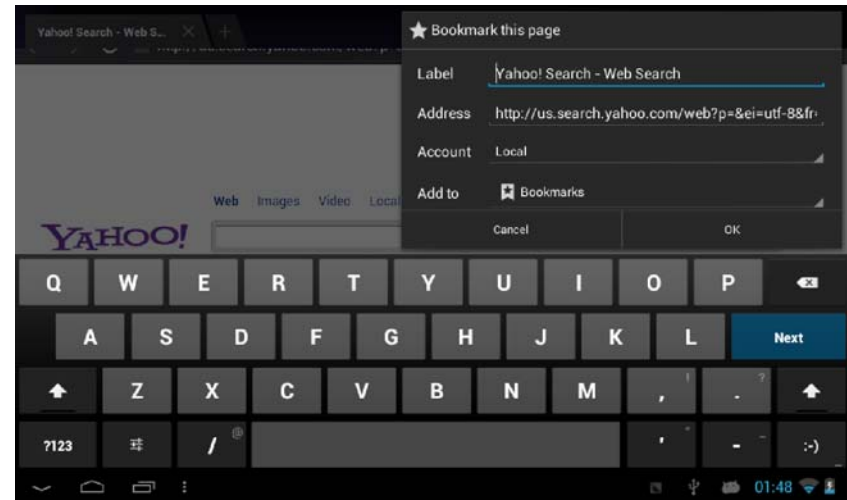 Yahoo! Search - Web S...
Bookmark this page
Label Yahoo! Search - Web Search
Address http://us.search.yahoo.com/web?p=&ei=utf-8&fr
Account Local
Add to Bookmarks
Cancel OK
Web Images Video Local
YAHOO!
Q W E R T Y U I O P
A S D F G H J K L Next
Z X C V B N M , ! . ?
?123 / @ ' " - _ :-)
01:48